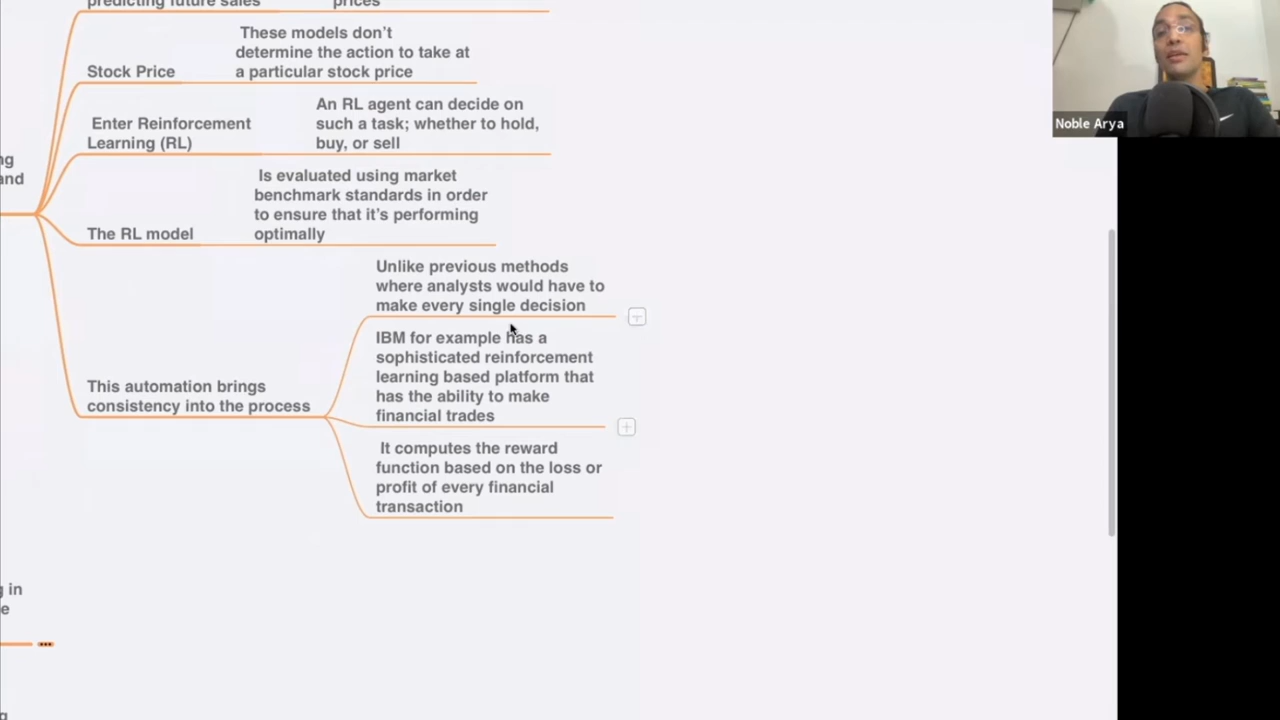 predicting future sales
prices
Stock Price
These models don't
determine the action to take at
a particular stock price
Enter Reinforcement
Learning (RL)
An RL agent can decide on
such a task; whether to hold,
buy, or sell
ng
and
The RL model
Is evaluated using market
benchmark standards in order
to ensure that it's performing
optimally
This automation brings
consistency into the process
Unlike previous methods
where analysts would have to
make every single decision
IBM for example has a
sophisticated reinforcement
learning based platform that
has the ability to make
financial trades
It computes the reward
function based on the loss or
profit of every financial
transaction
g in
e
Noble Arya